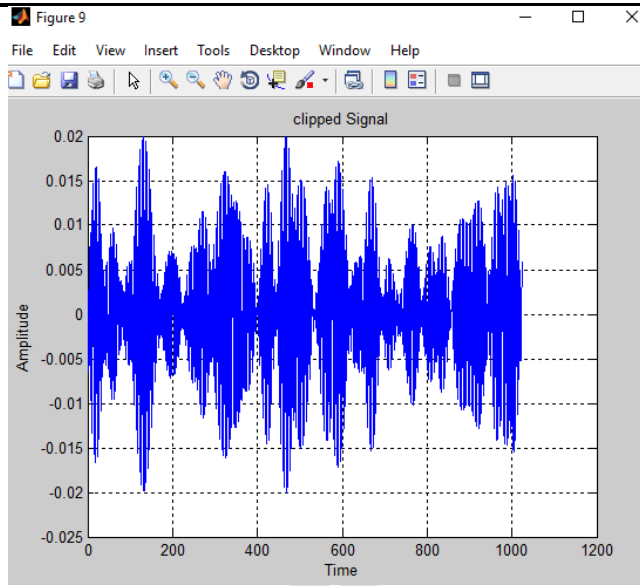 Figure 9
File Edit View Insert Tools Desktop Window Help
clipped Signal
0.02
0.015
0.01
0.005
0
-0.005
-0.01
-0.015
-0.02
-0.025
Amplitude
0 200 400 600 800 1000 1200
Time